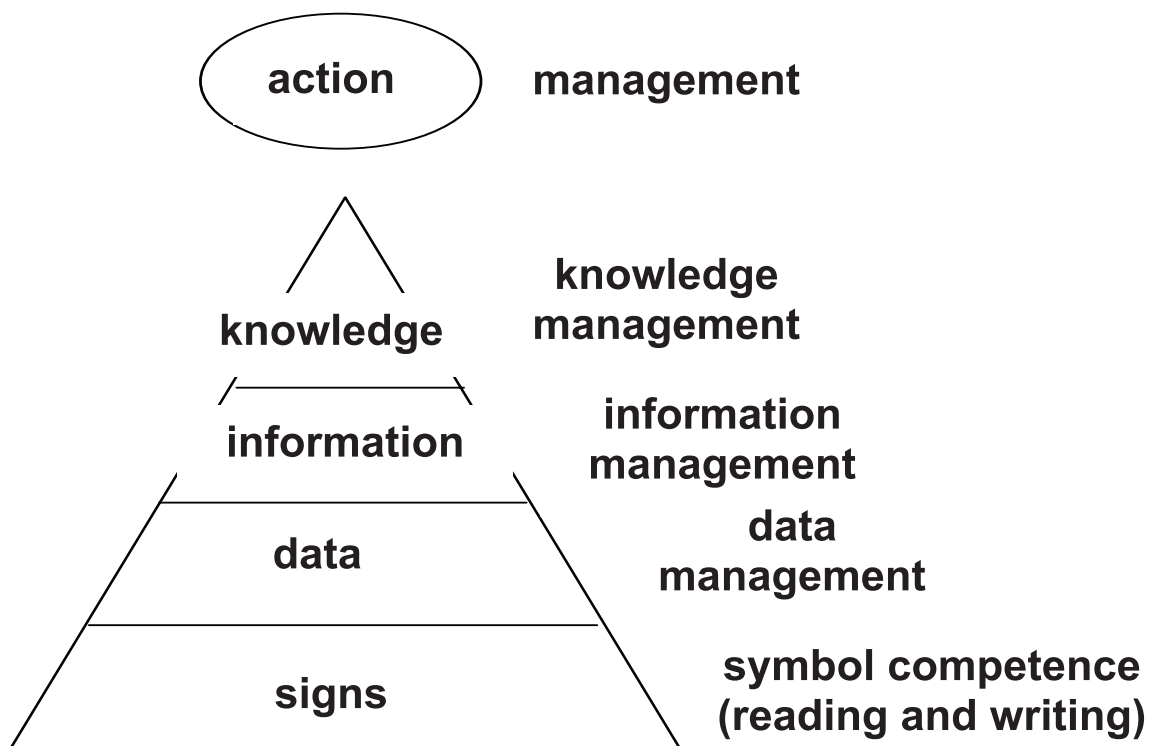 action
management
knowledge
management
knowledge
information
management
information
data
management
data
symbol competence
(reading and writing)
signs